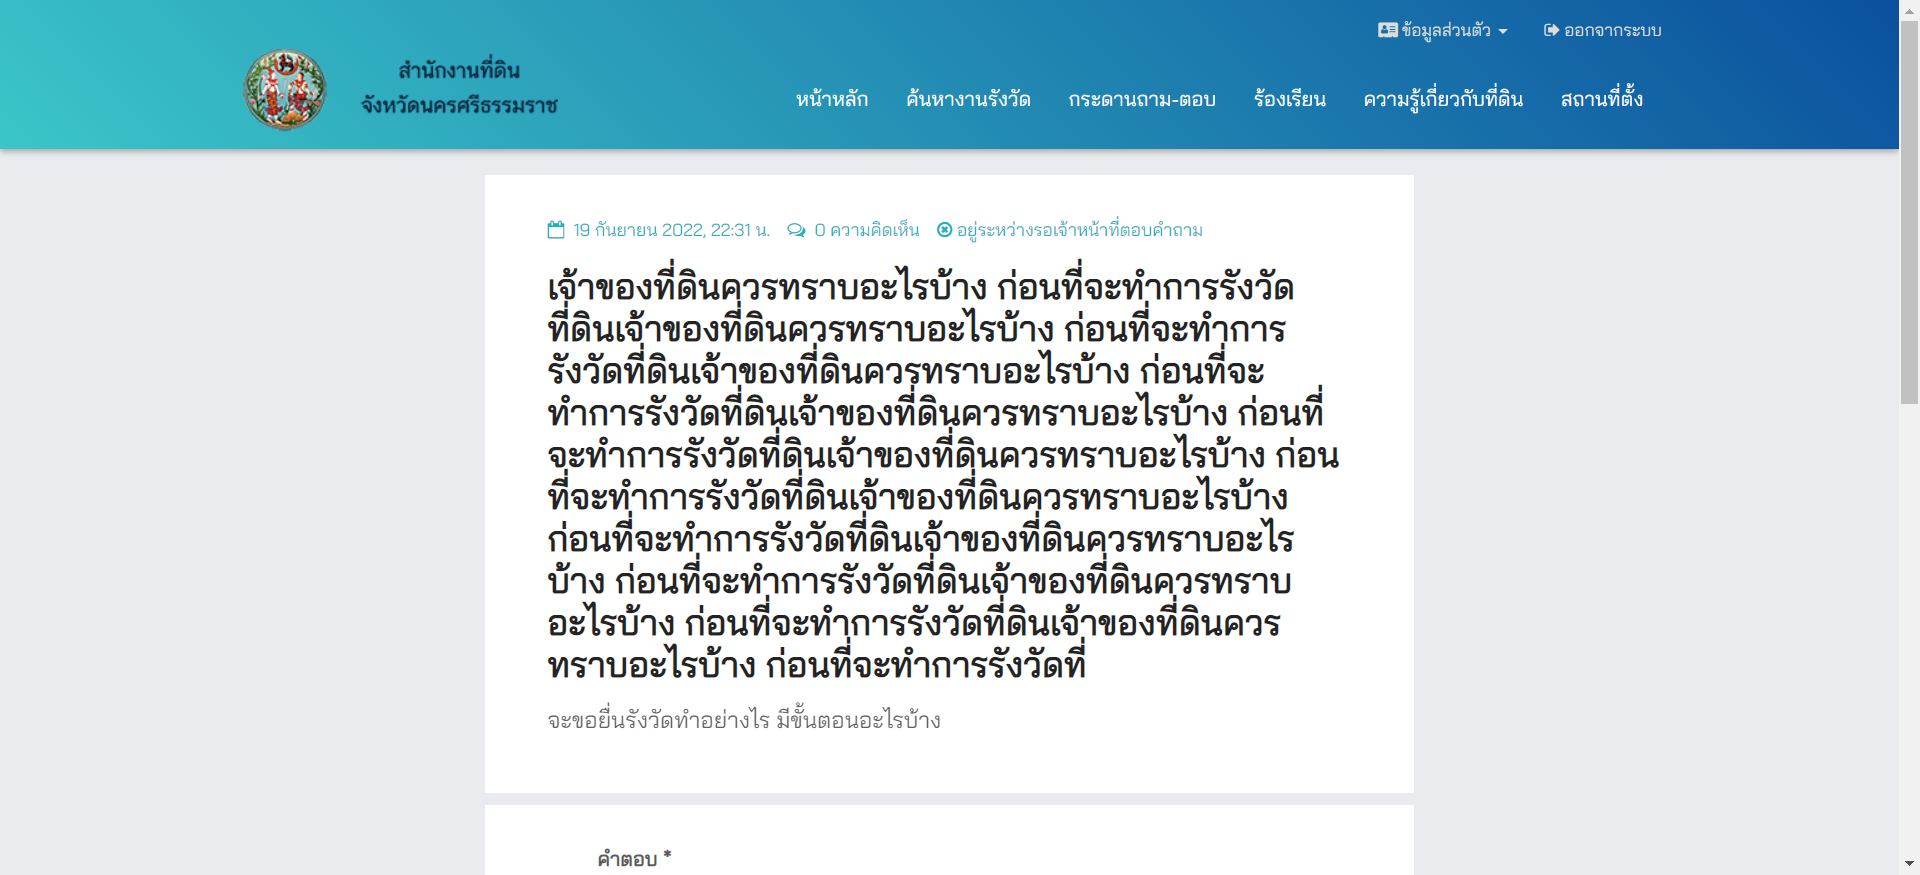 ข้อมูลส่วนตัว ออกจากระบบ
สำนักงานที่ดิน
จังหวัดนครศรีธรรมราช
หน้าหลัก ค้นหางานรังวัด กระดานถาม-ตอบ ร้องเรียน ความรู้เกี่ยวกับที่ดิน สถานที่ตั้ง
19 กันยายน 2022, 22:31 น. 0 ความคิดเห็น อยู่ระหว่างรอเจ้าหน้าที่ตอบคำถาม
เจ้าของที่ดินควรทราบอะไรบ้าง ก่อนที่จะทำการรังวัด
ที่ดินเจ้าของที่ดินควรทราบอะไรบ้าง ก่อนที่จะทำการ
รังวัดที่ดินเจ้าของที่ดินควรทราบอะไรบ้าง ก่อนที่จะ
ทำการรังวัดที่ดินเจ้าของที่ดินควรทราบอะไรบ้าง ก่อนที่
จะทำการรังวัดที่ดินเจ้าของที่ดินควรทราบอะไรบ้าง ก่อน
ที่จะทำการรังวัดที่ดินเจ้าของที่ดินควรทราบอะไรบ้าง
ก่อนที่จะทำการรังวัดที่ดินเจ้าของที่ดินควรทราบอะไร
บ้าง ก่อนที่จะทำการรังวัดที่ดินเจ้าของที่ดินควรทราบ
อะไรบ้าง ก่อนที่จะทำการรังวัดที่ดินเจ้าของที่ดินควร
ทราบอะไรบ้าง ก่อนที่จะทำการรังวัดที่
จะขอยื่นรังวัดทำอย่างไร มีขั้นตอนอะไรบ้าง
คำตอบ *